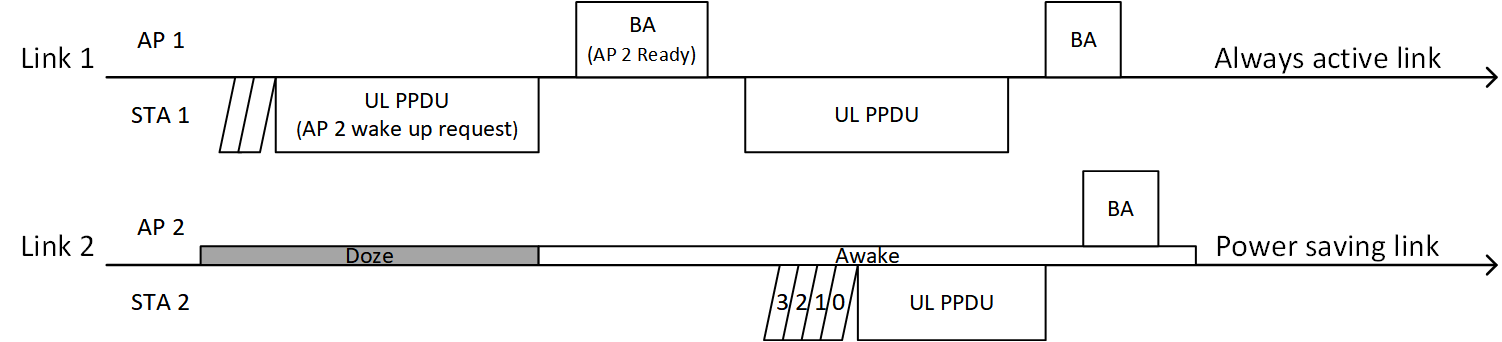 Link 1
AP 1
STA 1
UL PPDU
(AP 2 wake up request)
BA
(AP 2 Ready)
UL PPDU
BA
Always active link
Link 2
AP 2
STA 2
Doze
Awake
3 2 1 0
UL PPDU
BA
Power saving link